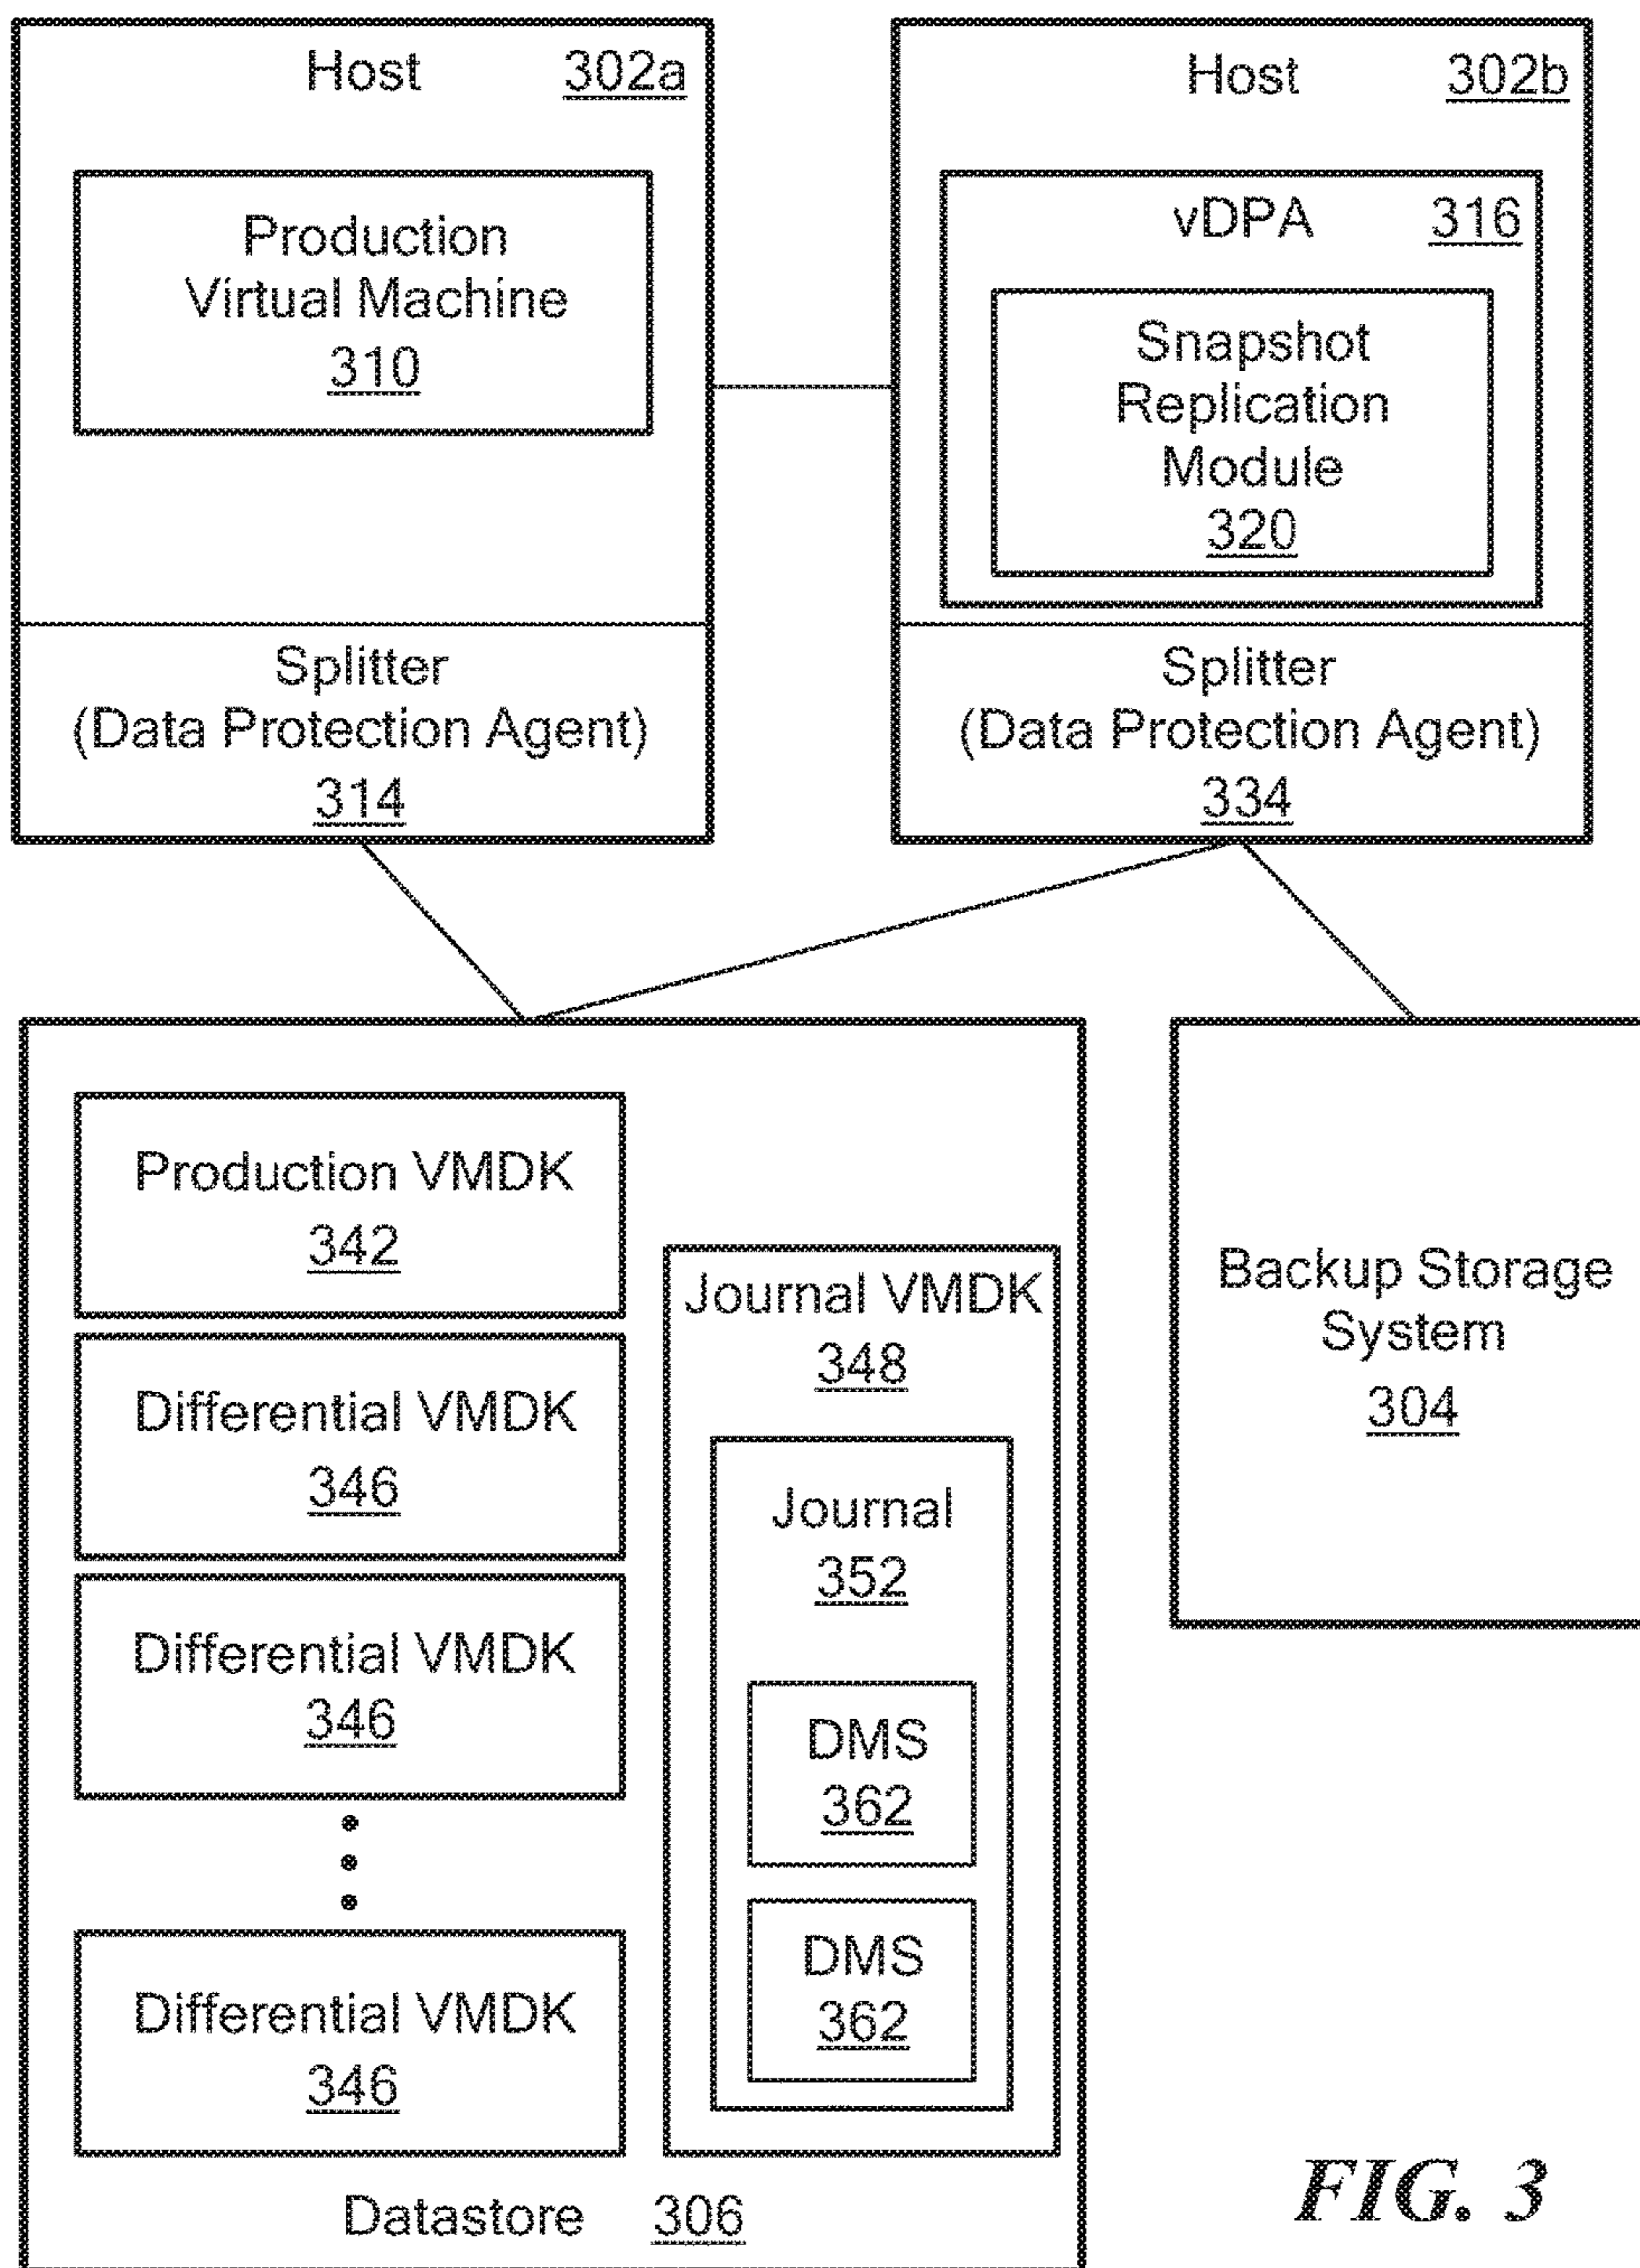 Host 302a
Production
Virtual Machine
310
Splitter
(Data Protection Agent)
314
Host 302b
vDPA 316
Snapshot
Replication
Module
320
Splitter
(Data Protection Agent)
334
Production VMDK
342
Differential VMDK
346
Differential VMDK
346
Differential VMDK
346
Journal VMDK
348
Journal
352
DMS
362
DMS
362
Datastore 306
Backup Storage
System
304
FIG. 3